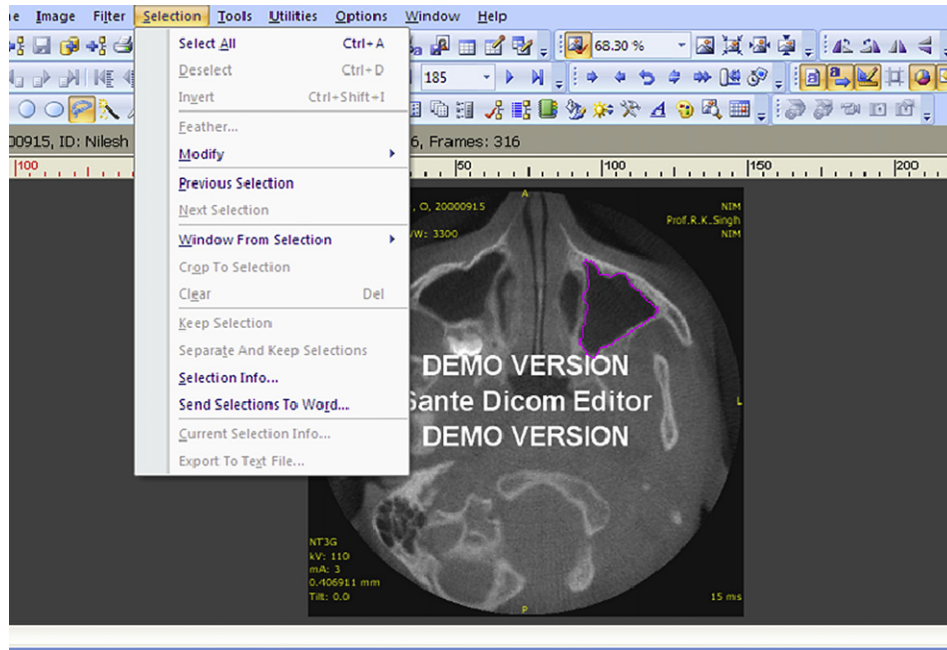 e Image Filter Selection Tools Utilities Options Window Help
68.30 %
185
Select All Ctrl+A
Deselect Ctrl+D
Invert Ctrl+Shift+I
Feather...
Modify
Previous Selection
Next Selection
Window From Selection
Crop To Selection
Clear Del
Keep Selection
Separate And Keep Selections
Selection Info...
Send Selections To Word...
Current Selection Info...
Export To Text File...
00915, ID: Nilesh
6, Frames: 316
100 50 100 150 200
A
, O, 20000915
W: 3300
NIM
Prof.R.K.Singh
NIM
DEMO VERSION
Sante Dicom Editor
DEMO VERSION
L
NT3G
kV: 110
mA: 3
0.406911 mm
Tilt: 0.0
P
15 ms